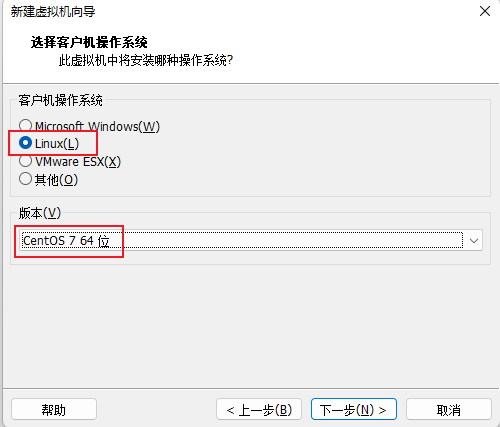 新建虚拟机向导
选择客户机操作系统
此虚拟机中将安装哪种操作系统?
客户机操作系统
Microsoft Windows(W)
Linux(L)
VMware ESX(X)
其他(O)
版本(V)
CentOS 7 64 位
帮助
< 上一步(B)
下一步(N) >
取消